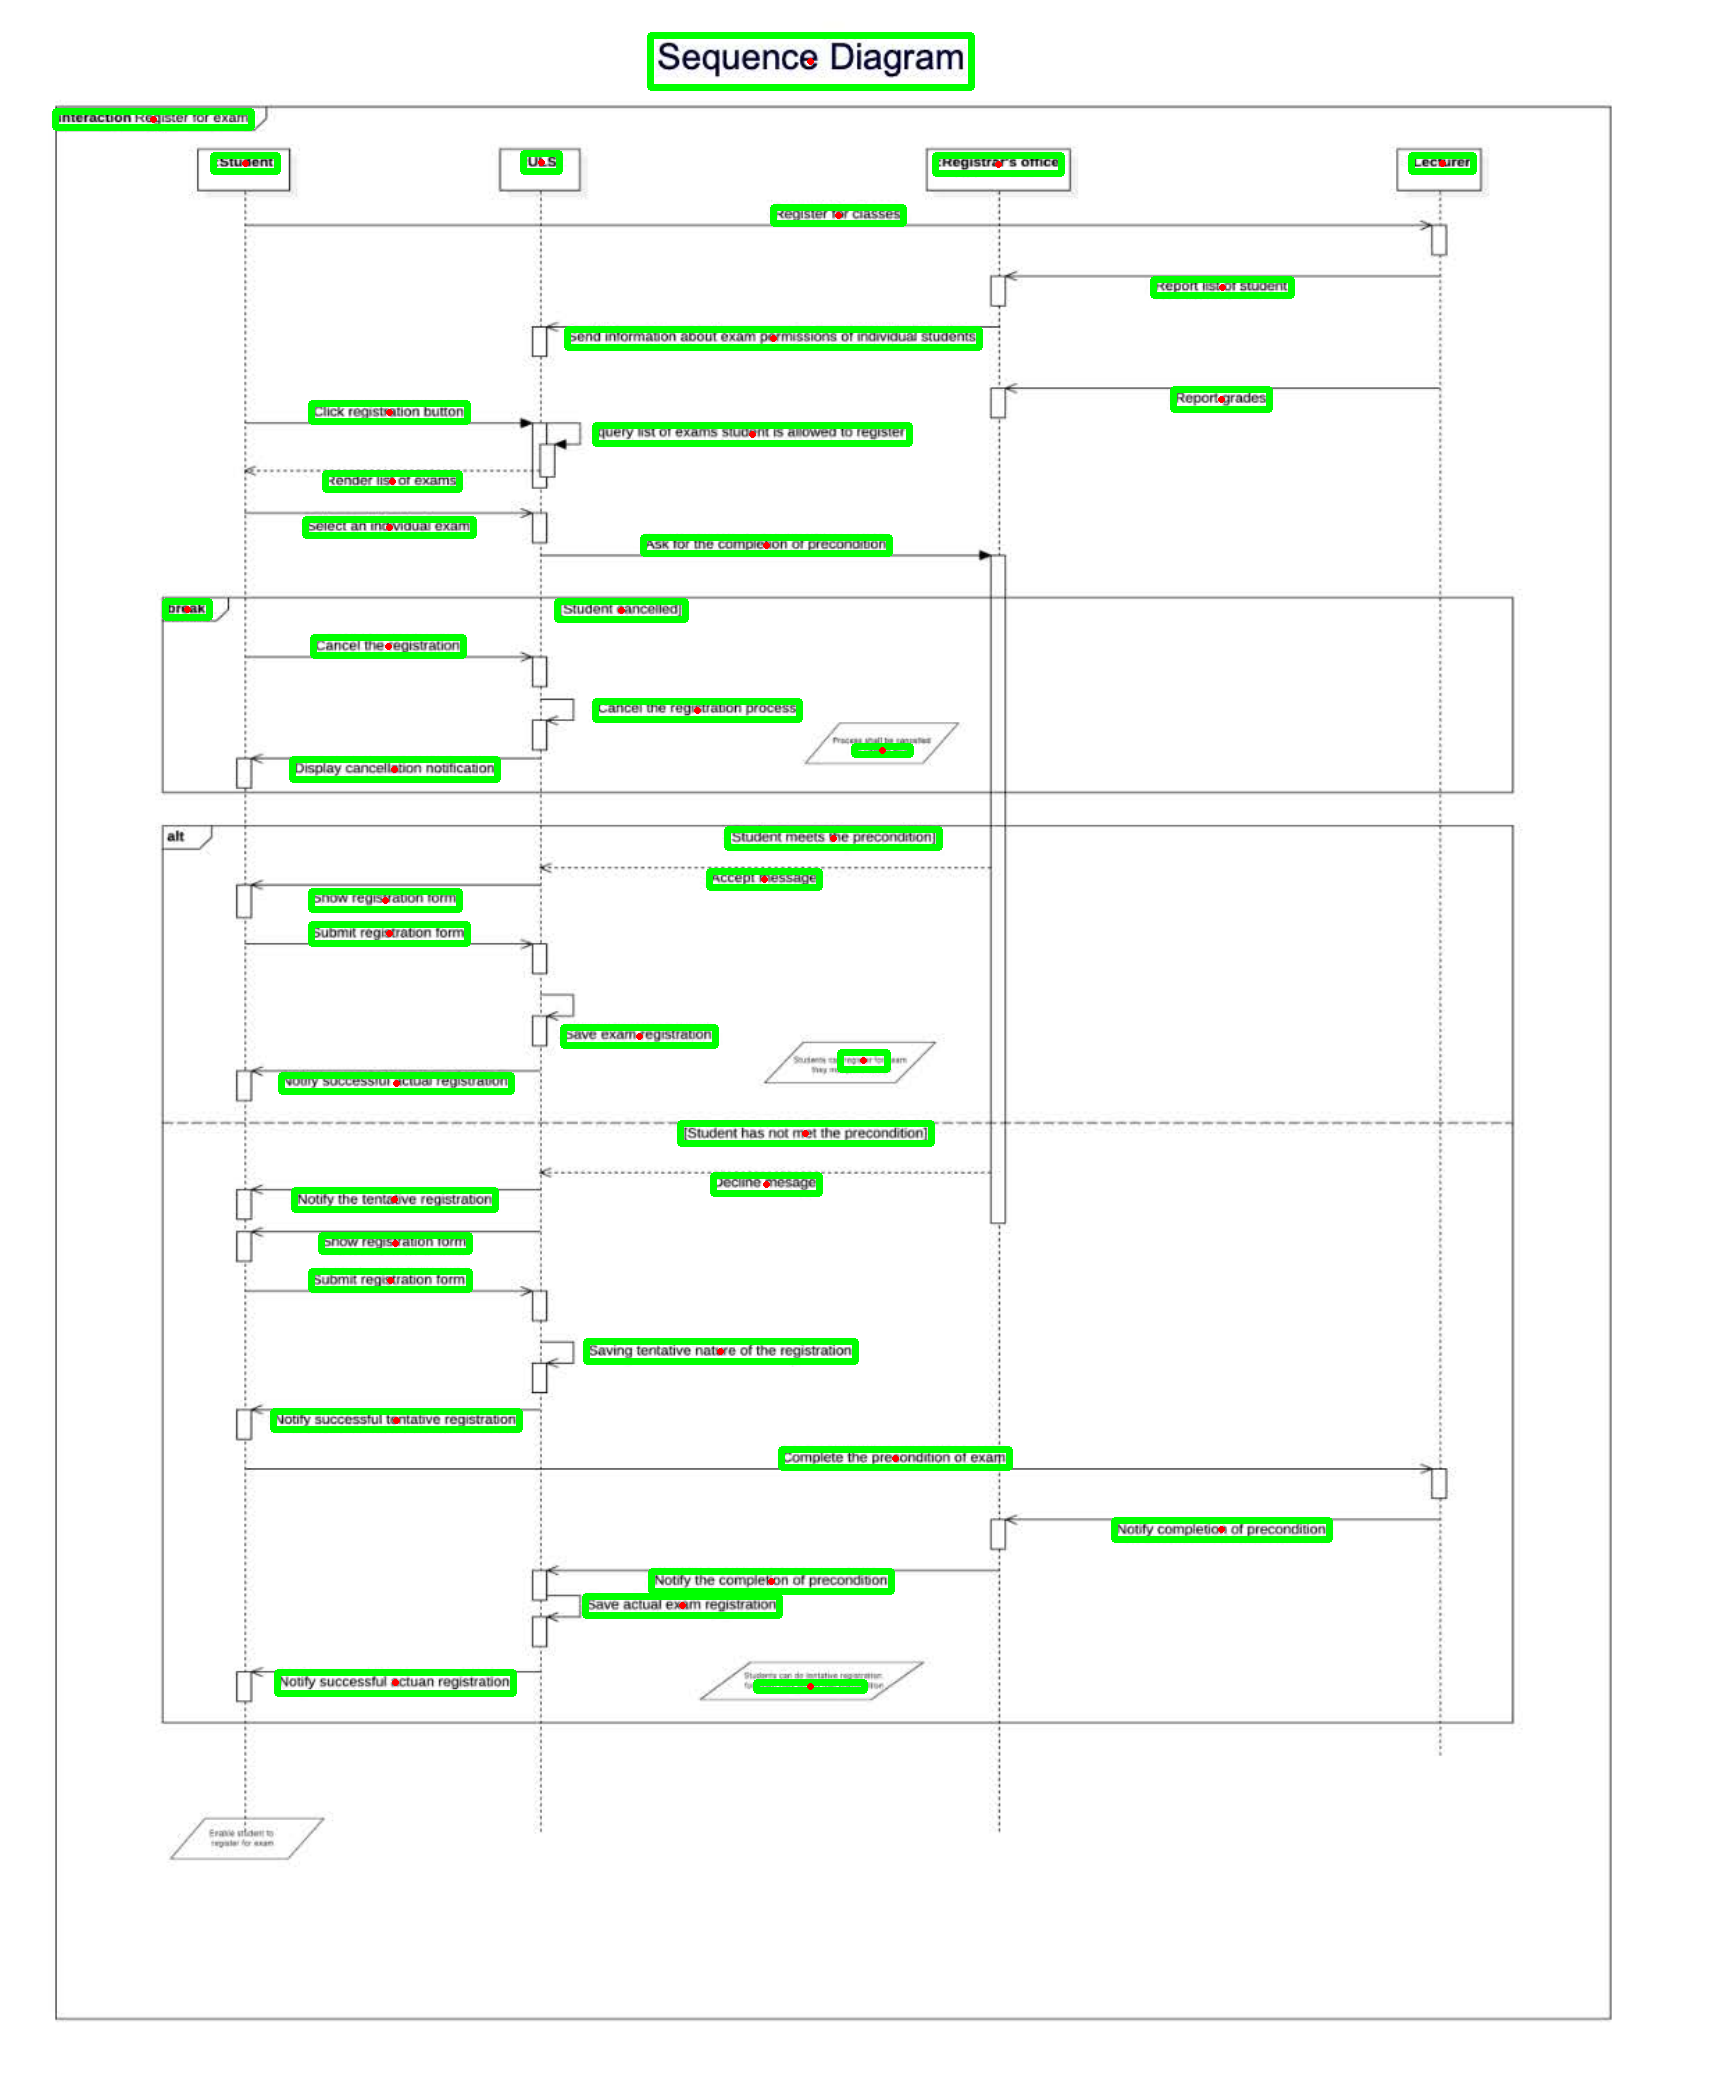 Sequence Diagram
interaction Register for exam
:Student
ULS
:Registrar's office
Lecturer
Register for classes
Report list of student
Send information about exam permissions of individual students
Report grades
Click registration button
query list of exams student is allowed to register
Render list of exams
Select an individual exam
Ask for the completion of precondition
break
Student cancelled]
Cancel the registration
Cancel the registration process
Process shall be cancelled
Display cancellation notification
alt
Student meets the precondition]
Accept message
Show registration form
Submit registration form
Save exam registration
Students can register for exam
they
Notify successful actual registration
[Student has not met the precondition]
Decline mesage
Notify the tentative registration
Show registration form
Submit registration form
Saving tentative nature of the registration
Notify successful tentative registration
Complete the precondition of exam
Notify completion of precondition
Notify the completion of precondition
Save actual exam registration
Students can do tentative registration
Notify successful actuan registration
Enable student to
register for exam